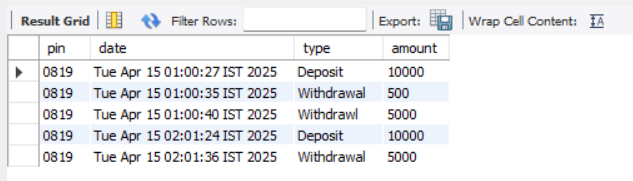 Result Grid Filter Rows: Export: Wrap Cell Content: IA
pin date type amount
0819 Tue Apr 15 01:00:27 IST 2025 Deposit 10000
0819 Tue Apr 15 01:00:35 IST 2025 Withdrawal 500
0819 Tue Apr 15 01:00:40 IST 2025 Withdrawl 5000
0819 Tue Apr 15 02:01:24 IST 2025 Deposit 10000
0819 Tue Apr 15 02:01:36 IST 2025 Withdrawal 5000